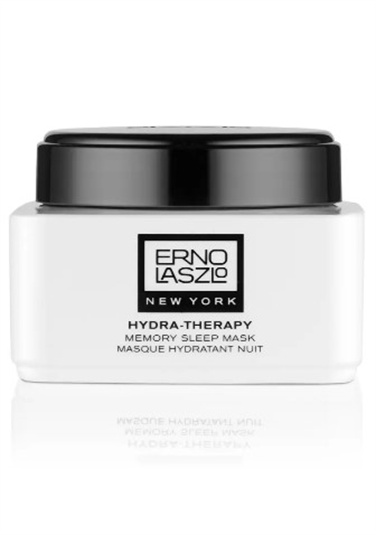 ERNO
LASZLO
NEW YORK
HYDRA-THERAPY
MEMORY SLEEP MASK
MASQUE HYDRATANT NUIT